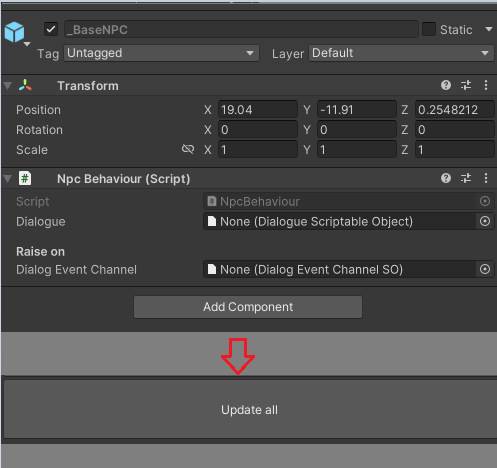 _BaseNPC Static
Tag Untagged Layer Default
Transform
Position X 19.04 Y -11.91 Z 0.2548212
Rotation X 0 Y 0 Z 0
Scale X 1 Y 1 Z 1
# Npc Behaviour (Script)
Script # NpcBehaviour
Dialogue None (Dialogue Scriptable Object)
Raise on
Dialog Event Channel None (Dialog Event Channel SO)
Add Component
Update all